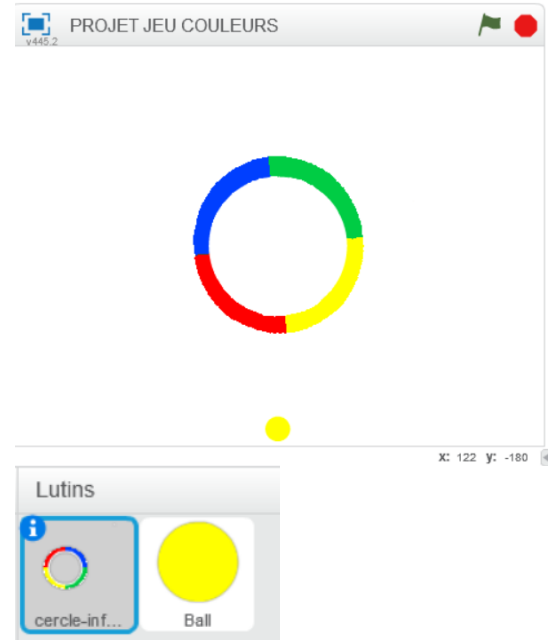 PROJET JEU COULEURS
v445.2
x: 122 y: -180
Lutins
cercle-inf...
Ball